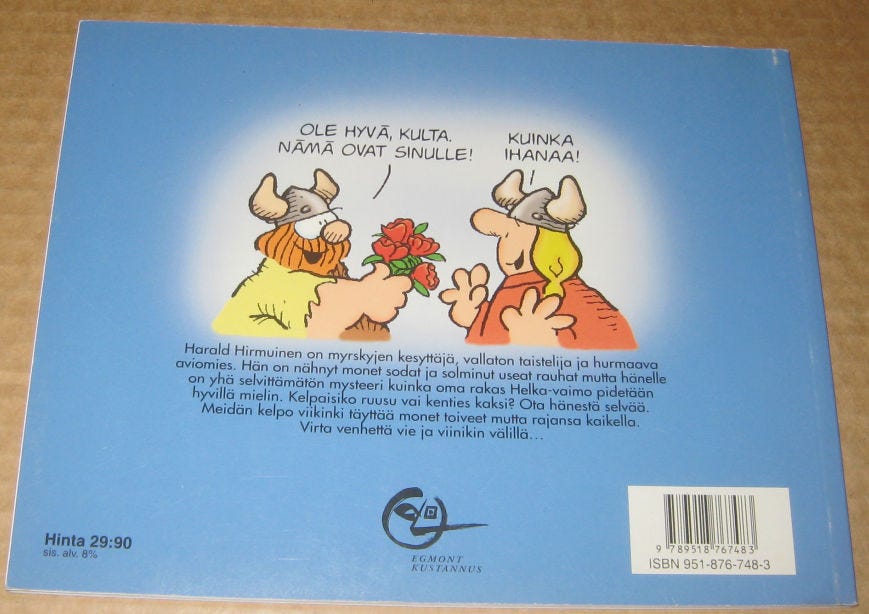 OLE HYVÄ, KULTA.
NÄMÄ OVAT SINULLE!
KUINKA
IHANAA!
Harald Hirmuinen on myrskyjen kesyttäjä, vallaton taistelija ja hurmaava
aviomies. Hän on nähnyt monet sodat ja solminut useat rauhat mutta hänelle
on yhä selvittämätön mysteeri kuinka oma rakas Helka-vaimo pidetään
hyvillä mielin. Kelpaisiko ruusu vai kenties kaksi? Ota hänestä selvää.
Meidän kelpo viikinki täyttää monet toiveet mutta rajansa kaikella.
Virta venhettä vie ja viinikin välillä...
Hinta 29:90
sis. alv. 8%
EGMONT
KUSTANNUS
9 789518 767483
ISBN 951-876-748-3